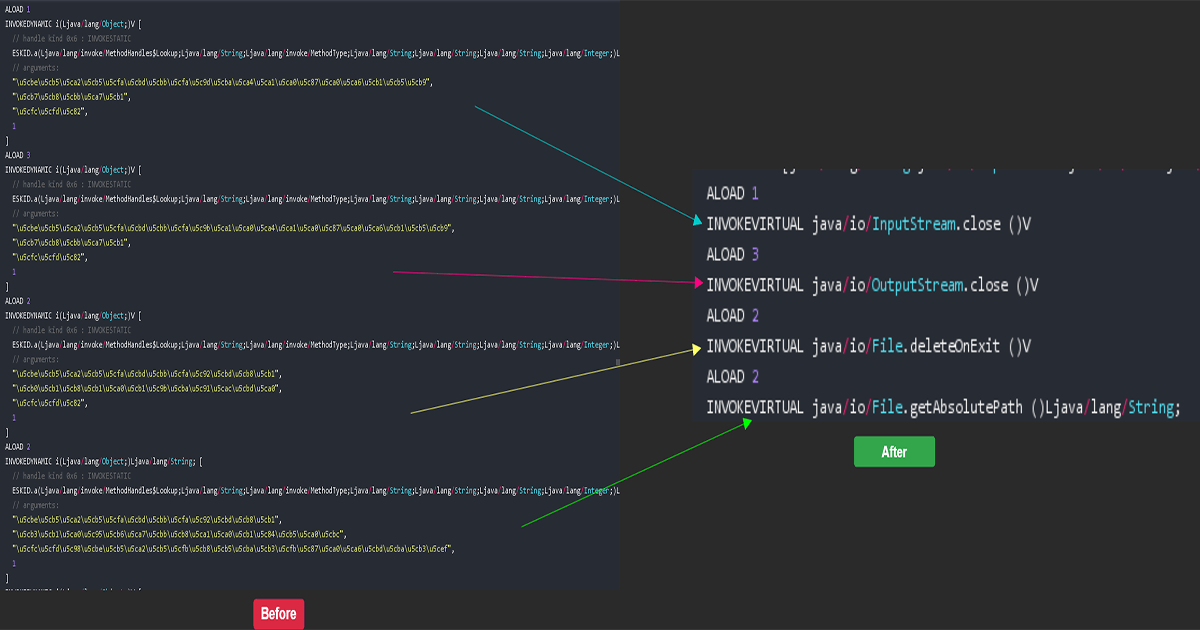 ALOAD 1
INVOKEDYNAMIC i(Ljava/lang/Object;)V [
// handle kind 0x6 : INVOKESTATIC
ESKID.a(Ljava/lang/invoke/MethodHandles$Lookup;Ljava/lang/String;Ljava/lang/invoke/MethodType;Ljava/lang/String;Ljava/lang/String;Ljava/lang/String;Ljava/lang/Integer;)L
// arguments:
"\u5cbe\u5cb5\u5ca2\u5cb5\u5cfa\u5cbd\u5cbb\u5cfa\u5c9d\u5cba\u5ca4\u5ca1\u5ca0\u5c87\u5ca0\u5ca6\u5cb1\u5cb5\u5cb9",
"\u5cb7\u5cb8\u5cbb\u5ca7\u5cb1",
"\u5cfc\u5cfd\u5c82",
1
]
ALOAD 3
INVOKEDYNAMIC i(Ljava/lang/Object;)V [
// handle kind 0x6 : INVOKESTATIC
ESKID.a(Ljava/lang/invoke/MethodHandles$Lookup;Ljava/lang/String;Ljava/lang/invoke/MethodType;Ljava/lang/String;Ljava/lang/String;Ljava/lang/String;Ljava/lang/Integer;)L
// arguments:
"\u5cbe\u5cb5\u5ca2\u5cb5\u5cfa\u5cbd\u5cbb\u5cfa\u5c9b\u5ca1\u5ca0\u5ca4\u5ca1\u5ca0\u5c87\u5ca0\u5ca6\u5cb1\u5cb5\u5cb9",
"\u5cb7\u5cb8\u5cbb\u5ca7\u5cb1",
"\u5cfc\u5cfd\u5c82",
1
]
ALOAD 2
INVOKEDYNAMIC i(Ljava/lang/Object;)V [
// handle kind 0x6 : INVOKESTATIC
ESKID.a(Ljava/lang/invoke/MethodHandles$Lookup;Ljava/lang/String;Ljava/lang/invoke/MethodType;Ljava/lang/String;Ljava/lang/String;Ljava/lang/String;Ljava/lang/Integer;)L
// arguments:
"\u5cbe\u5cb5\u5ca2\u5cb5\u5cfa\u5cbd\u5cbb\u5cfa\u5c92\u5cbd\u5cb8\u5cb1",
"\u5cb0\u5cb1\u5cb8\u5cb1\u5ca0\u5cb1\u5c9b\u5cba\u5c91\u5cac\u5cbd\u5ca0",
"\u5cfc\u5cfd\u5c82",
1
]
ALOAD 2
INVOKEDYNAMIC i(Ljava/lang/Object;)Ljava/lang/String; [
// handle kind 0x6 : INVOKESTATIC
ESKID.a(Ljava/lang/invoke/MethodHandles$Lookup;Ljava/lang/String;Ljava/lang/invoke/MethodType;Ljava/lang/String;Ljava/lang/String;Ljava/lang/String;Ljava/lang/Integer;)L
// arguments:
"\u5cbe\u5cb5\u5ca2\u5cb5\u5cfa\u5cbd\u5cbb\u5cfa\u5c92\u5cbd\u5cb8\u5cb1",
"\u5cb3\u5cb1\u5ca0\u5c95\u5cb6\u5ca7\u5cbb\u5cb8\u5ca1\u5ca0\u5cb1\u5c84\u5cb5\u5ca0\u5cbc",
"\u5cfc\u5cfd\u5c98\u5cbe\u5cb5\u5ca2\u5cb5\u5cfb\u5cb8\u5cb5\u5cba\u5cb3\u5cfb\u5c87\u5ca0\u5ca6\u5cbd\u5cba\u5cb3\u5cef",
1
]
Before
ALOAD 1
INVOKEVIRTUAL java/io/InputStream.close ()V
ALOAD 3
INVOKEVIRTUAL java/io/OutputStream.close ()V
ALOAD 2
INVOKEVIRTUAL java/io/File.deleteOnExit ()V
ALOAD 2
INVOKEVIRTUAL java/io/File.getAbsolutePath ()Ljava/lang/String;
After